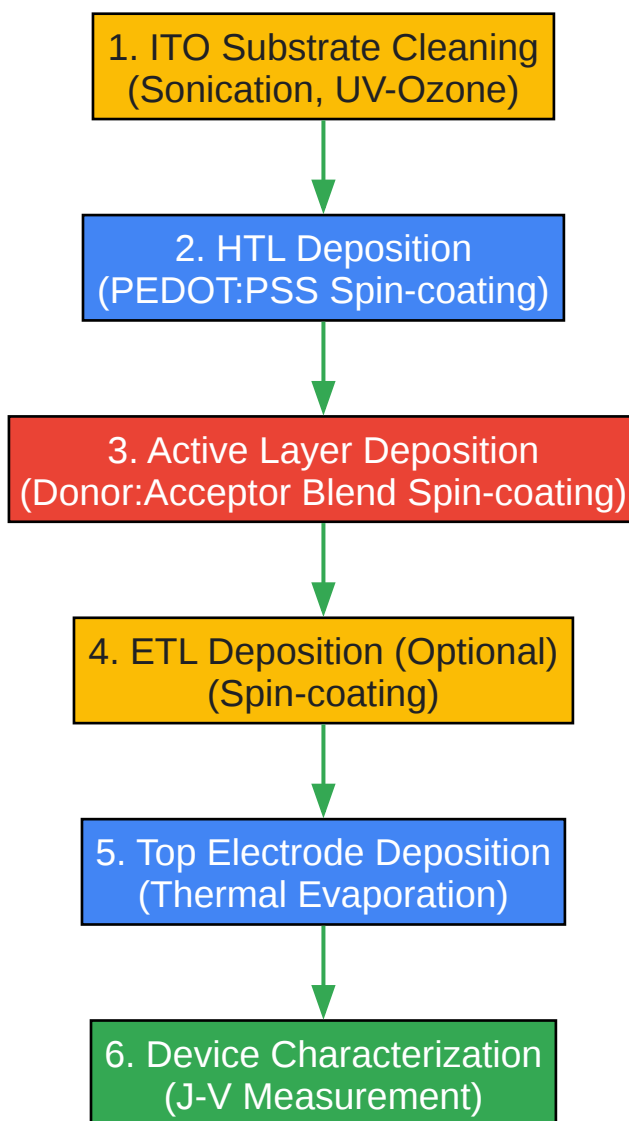 1. ITO Substrate Cleaning
(Sonication, UV-Ozone)
2. HTL Deposition
(PEDOT:PSS Spin-coating)
3. Active Layer Deposition
(Donor:Acceptor Blend Spin-coating)
4. ETL Deposition (Optional)
(Spin-coating)
5. Top Electrode Deposition
(Thermal Evaporation)
6. Device Characterization
(J-V Measurement)